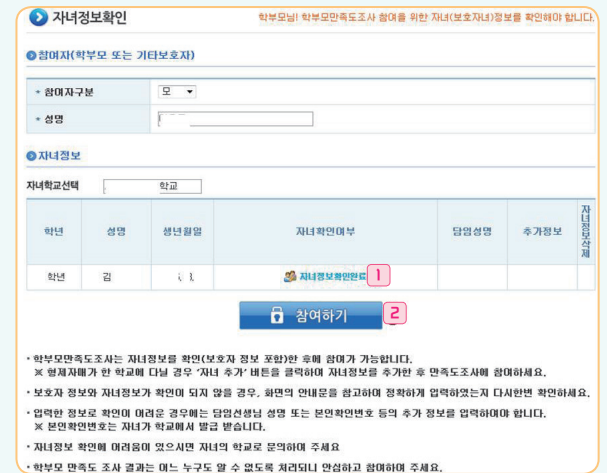 자녀정보확인
학부모님! 학부모만족도조사 참여를 위한 자녀(보호자녀)정보를 확인해야 합니다.
참여자(학부모 또는 기타보호자)
* 참여자구분 모
* 성명
자녀정보
자녀학교선택 학교
학년 성명 생년월일 자녀확인여부 담임성명 추가정보 자녀정보삭제
학년 김 자녀정보확인완료 1
참여하기 2
· 학부모만족도조사는 자녀정보를 확인(보호자 정보 포함)한 후에 참여가 가능합니다.
※ 형제자매가 한 학교에 다닐 경우 '자녀 추가' 버튼을 클릭하여 자녀정보를 추가한 후 만족도조사에 참여하세요.
· 보호자 정보와 자녀정보가 확인이 되지 않을 경우, 화면의 안내문을 참고하여 정확하게 입력하였는지 다시한번 확인하세요.
· 입력한 정보로 확인이 어려운 경우에는 담임선생님 성명 또는 본인확인번호 등의 추가 정보를 입력하여야 합니다.
※ 본인확인번호는 자녀가 학교에서 발급 받습니다.
· 자녀정보 확인에 어려움이 있으시면 자녀의 학교로 문의하여 주세요
· 학부모 만족도 조사 결과는 어느 누구도 알 수 없도록 처리되니 안심하고 참여하여 주세요.